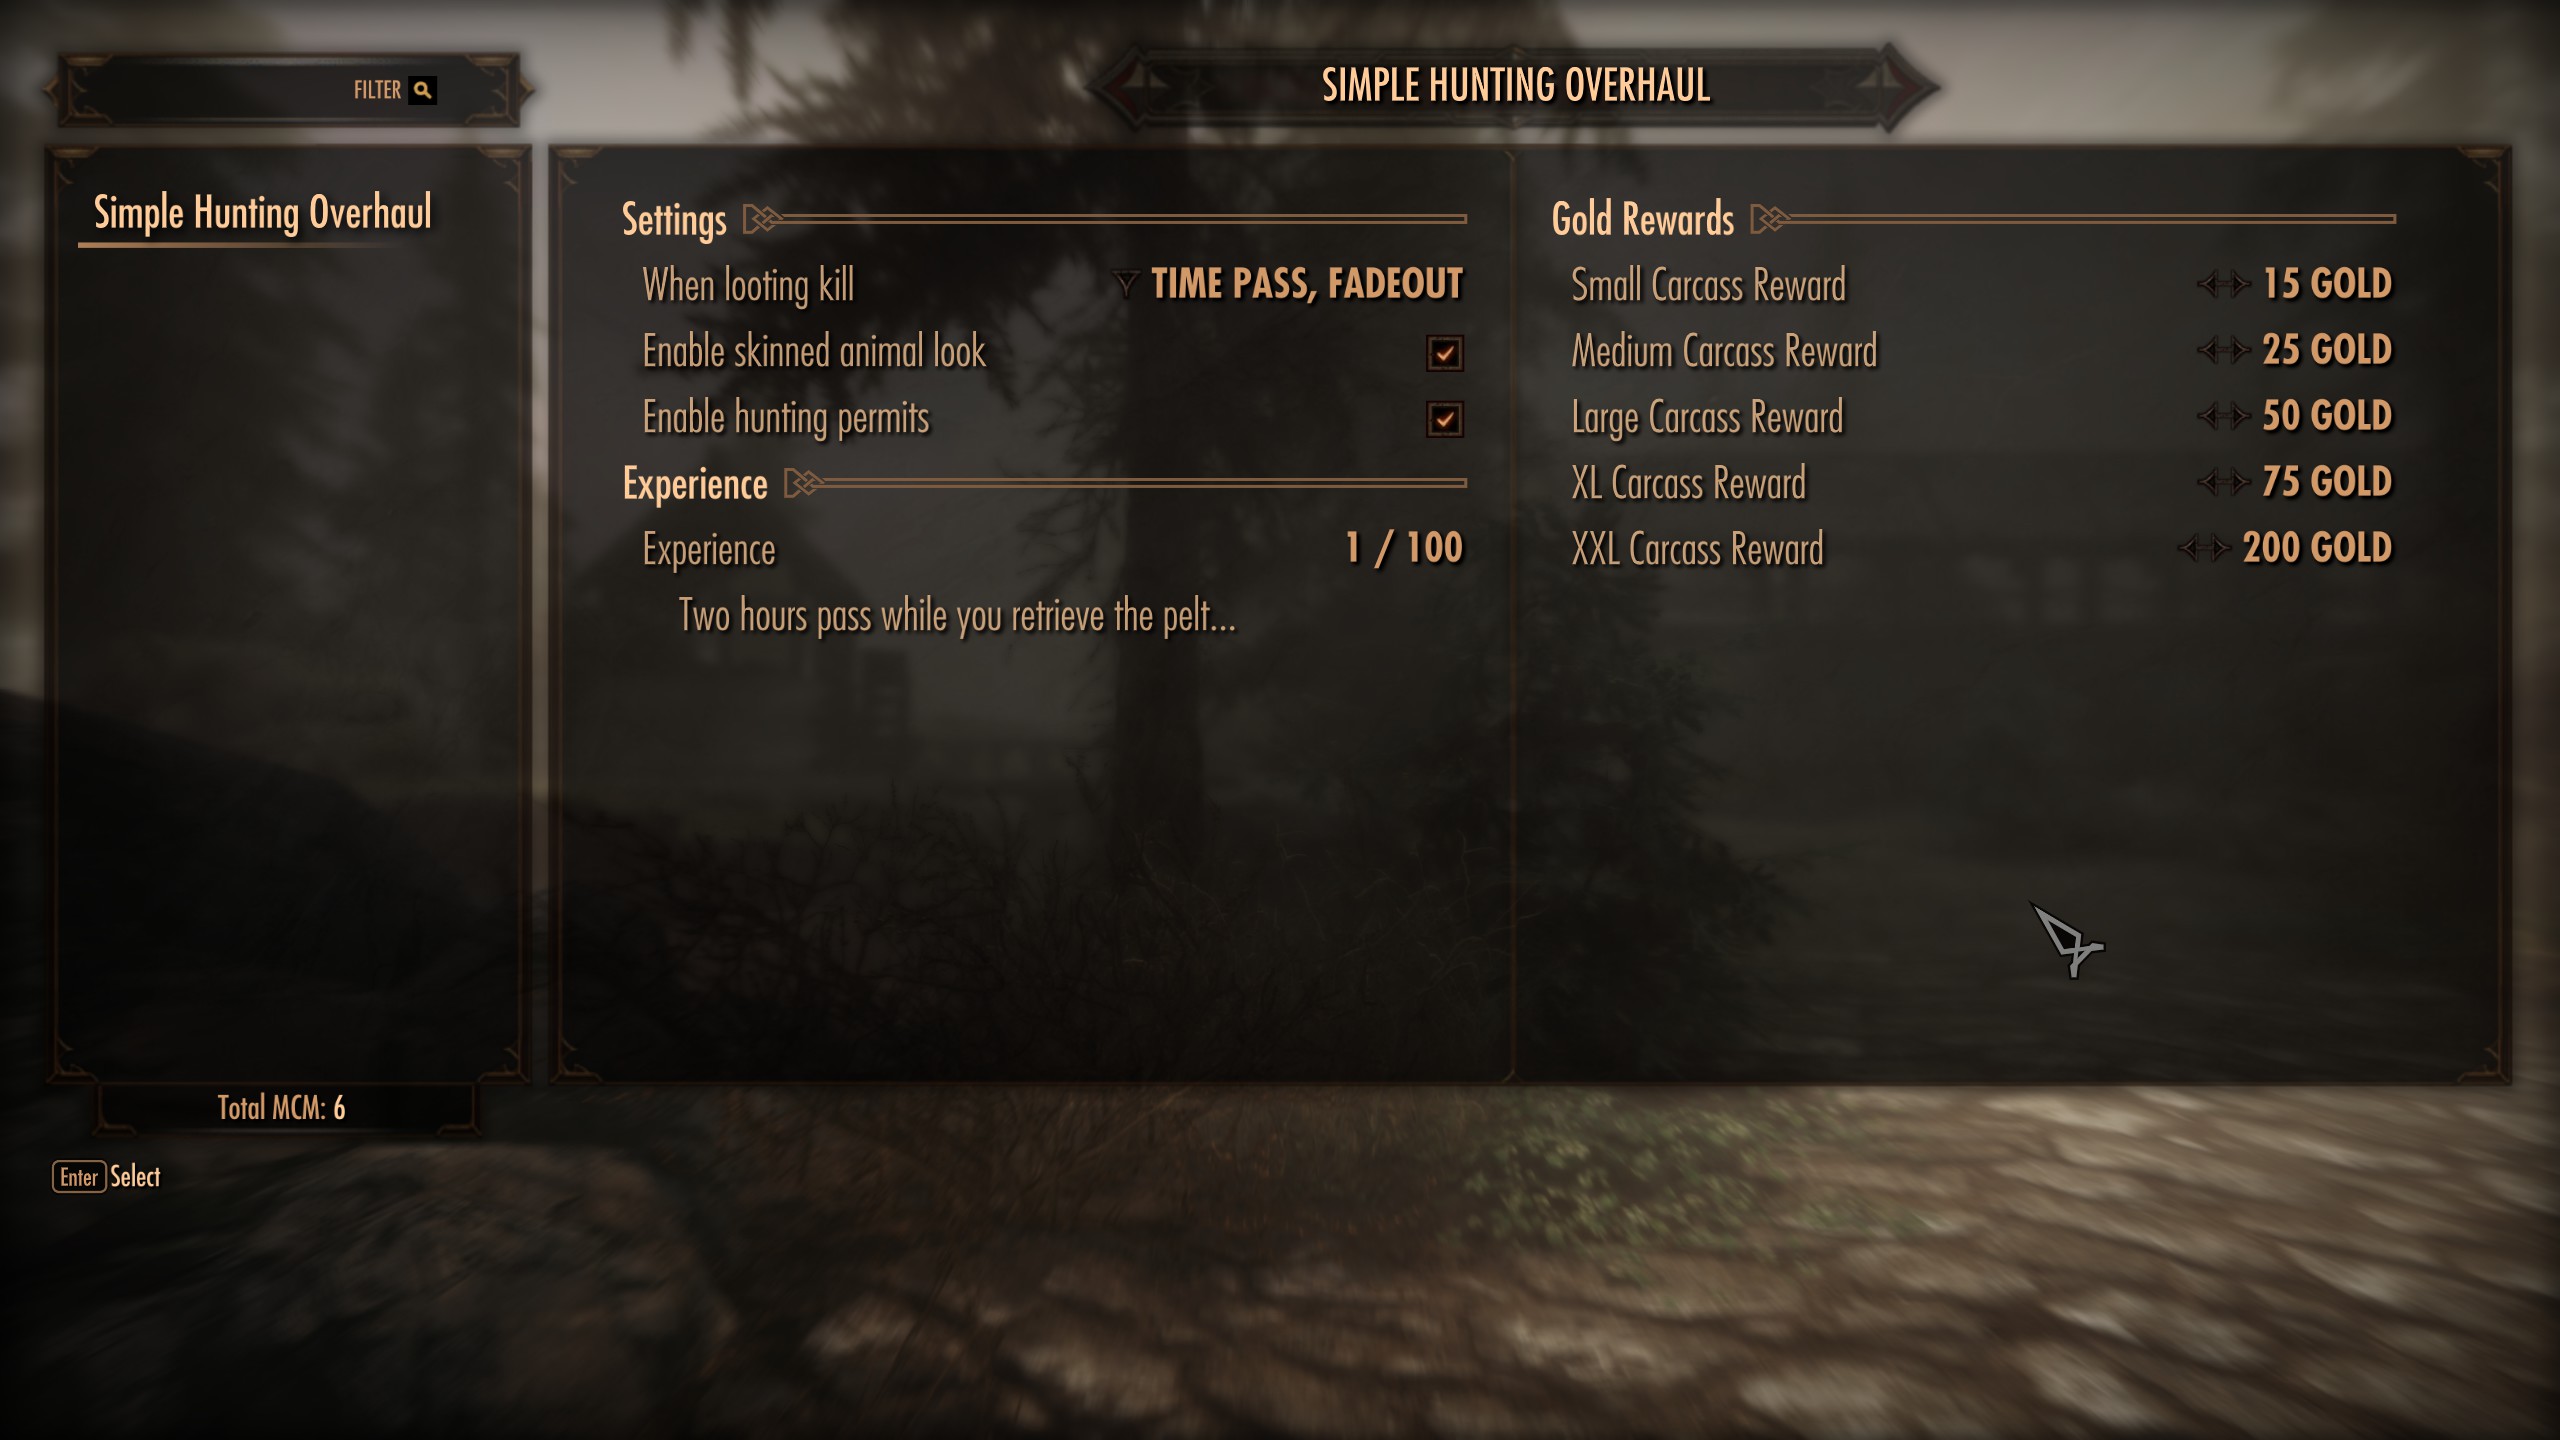 FILTER
SIMPLE HUNTING OVERHAUL
Simple Hunting Overhaul
Settings
When looting kill TIME PASS, FADEOUT
Enable skinned animal look
Enable hunting permits
Experience
Experience 1 / 100
Two hours pass while you retrieve the pelt...
Gold Rewards
Small Carcass Reward 15 GOLD
Medium Carcass Reward 25 GOLD
Large Carcass Reward 50 GOLD
XL Carcass Reward 75 GOLD
XXL Carcass Reward 200 GOLD
Total MCM: 6
Enter Select